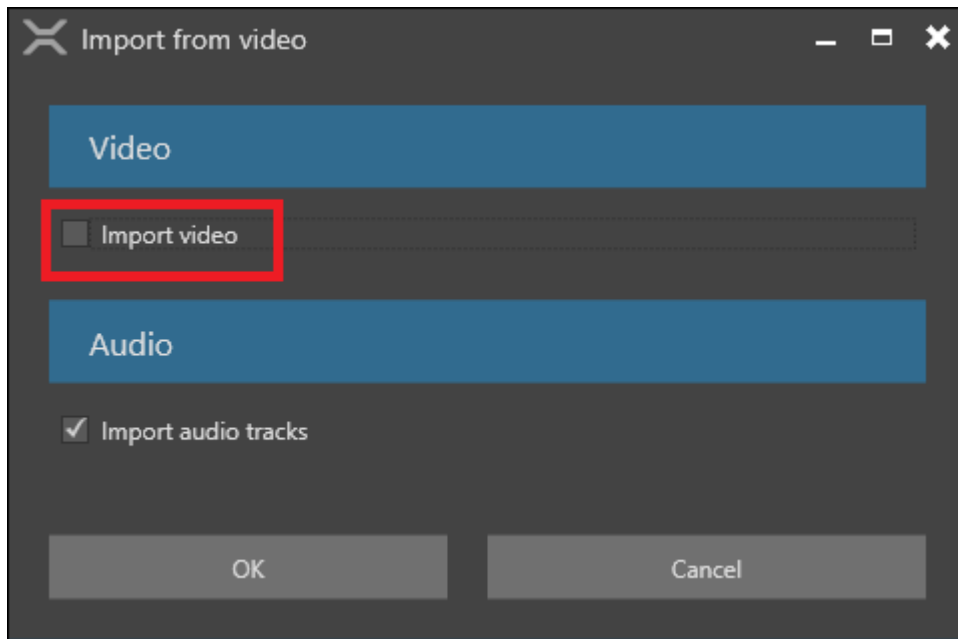 Import from video
Video
Import video
Audio
Import audio tracks
OK
Cancel